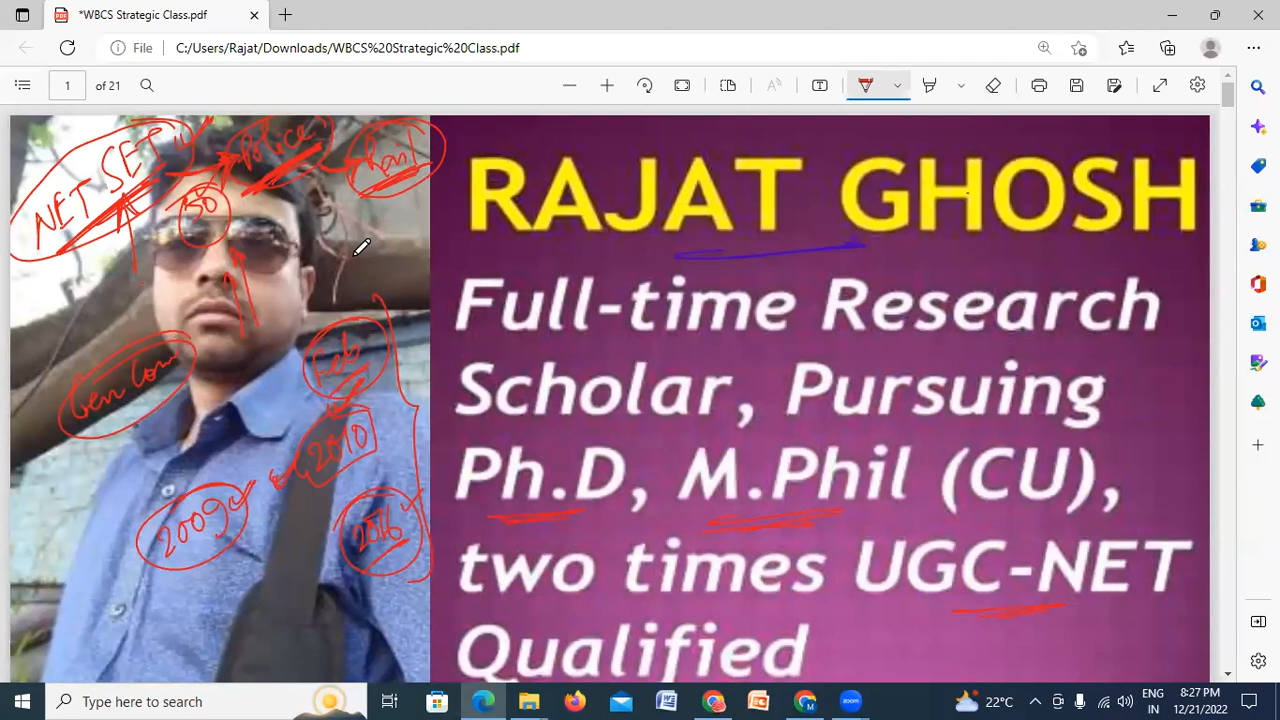 *WBCS Strategic Class.pdf
File
C:/Users/Rajat/Downloads/WBCS%20Strategic%20Class.pdf
1 of 21
NET SET
Police
Rank
30
Gen Com
Feb
2010
2009
2016
RAJAT GHOSH
Full-time Research
Scholar, Pursuing
Ph.D, M.Phil (CU),
two times UGC-NET
Qualified
Type here to search
22°C
ENG
IN
8:27 PM
12/21/2022